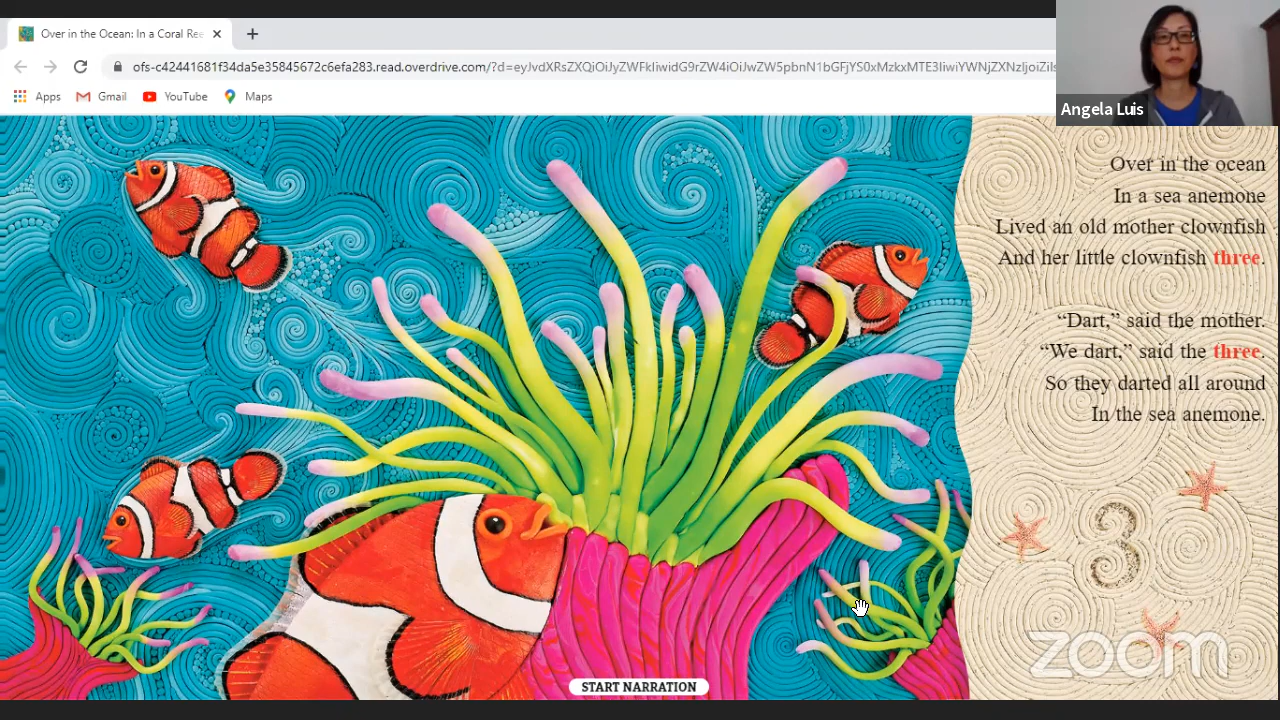 Over in the Ocean: In a Coral Ree
ofs-c42441681f34da5e35845672c6efa283.read.overdrive.com/?d=eyJvdXRsZXQiOiJyZWFkIiwidG9rZW4iOiJwZW5pbnN1bGFjYS0xMzkxMTE3IiwiYWNjZXNzIjoiZiIs
Apps Gmail YouTube Maps
Angela Luis
Over in the ocean
In a sea anemone
Lived an old mother clownfish
And her little clownfish three.
“Dart,” said the mother.
“We dart,” said the three.
So they darted all around
In the sea anemone.
3
zoom
START NARRATION